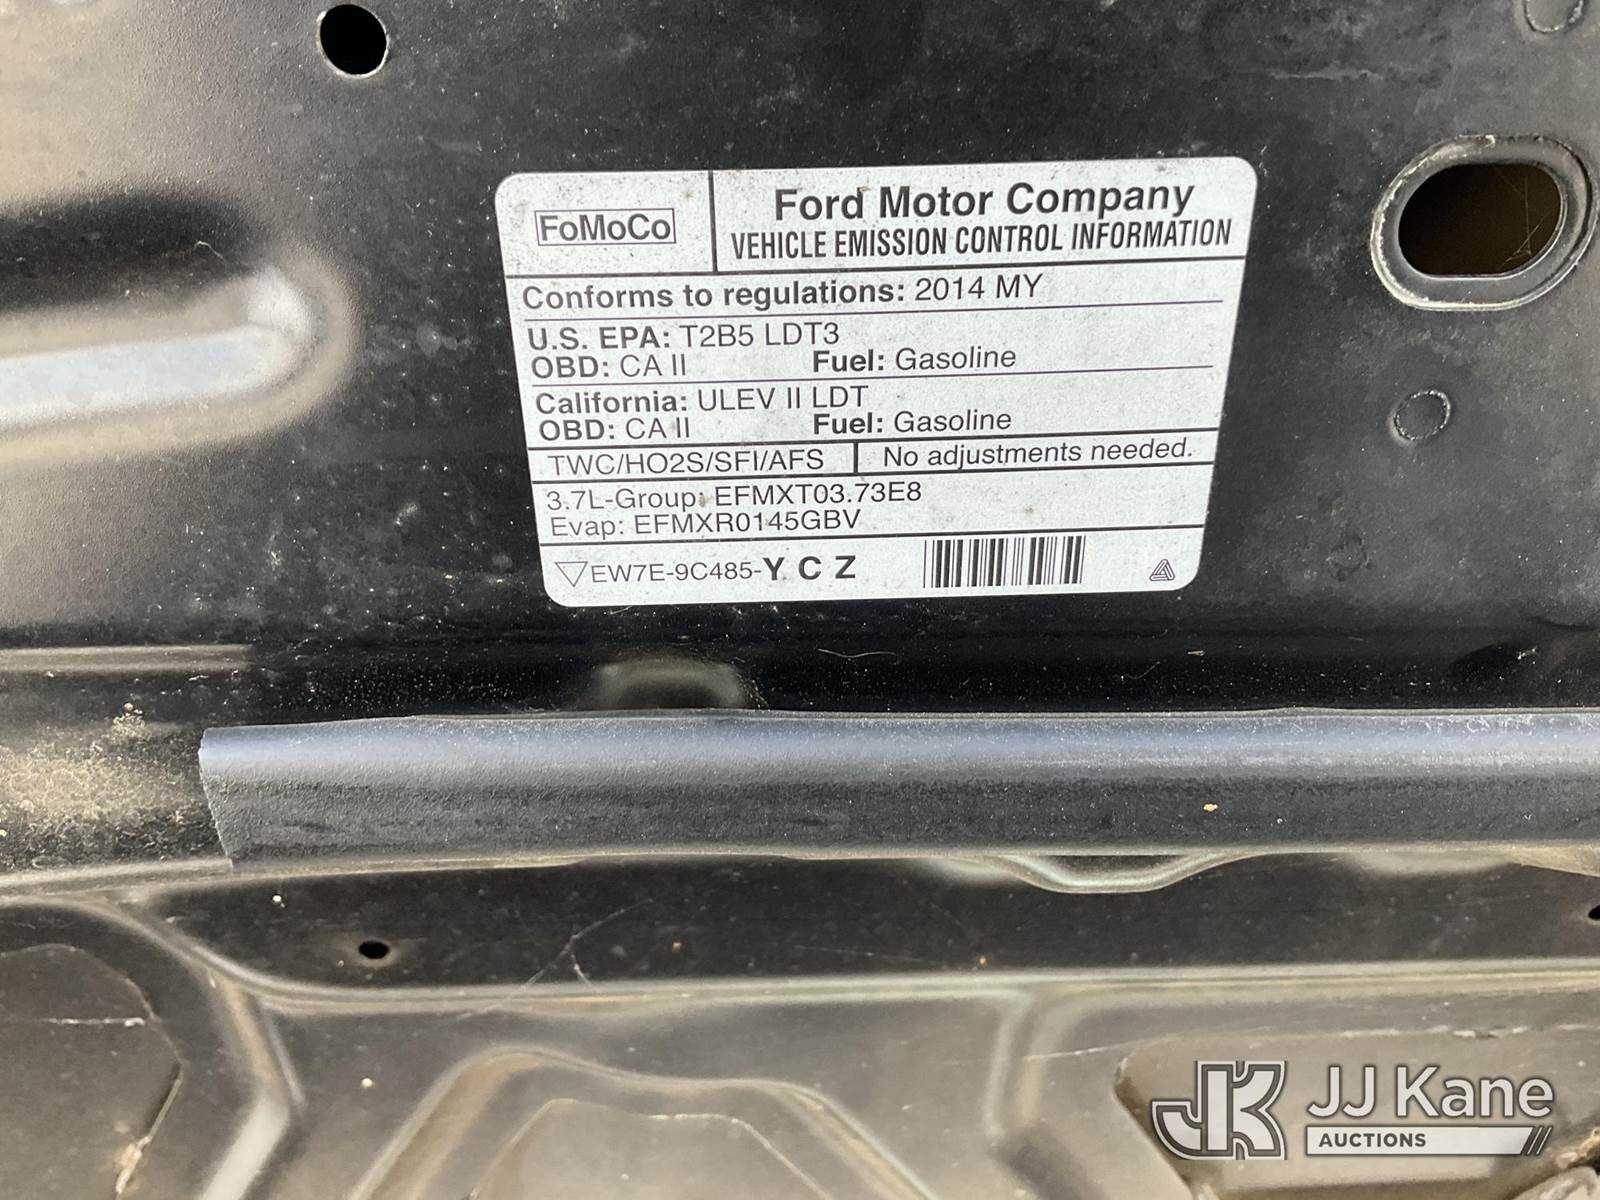 FoMoCo
Ford Motor Company
VEHICLE EMISSION CONTROL INFORMATION
Conforms to regulations: 2014 MY
U.S. EPA: T2B5 LDT3
OBD: CA II Fuel: Gasoline
California: ULEV II LDT
OBD: CA II Fuel: Gasoline
TWC/HO2S/SFI/AFS No adjustments needed.
3.7L-Group: EFMXT03.73E8
Evap: EFMXR0145GBV
EW7E-9C485-Y C Z
JK JJ Kane
AUCTIONS